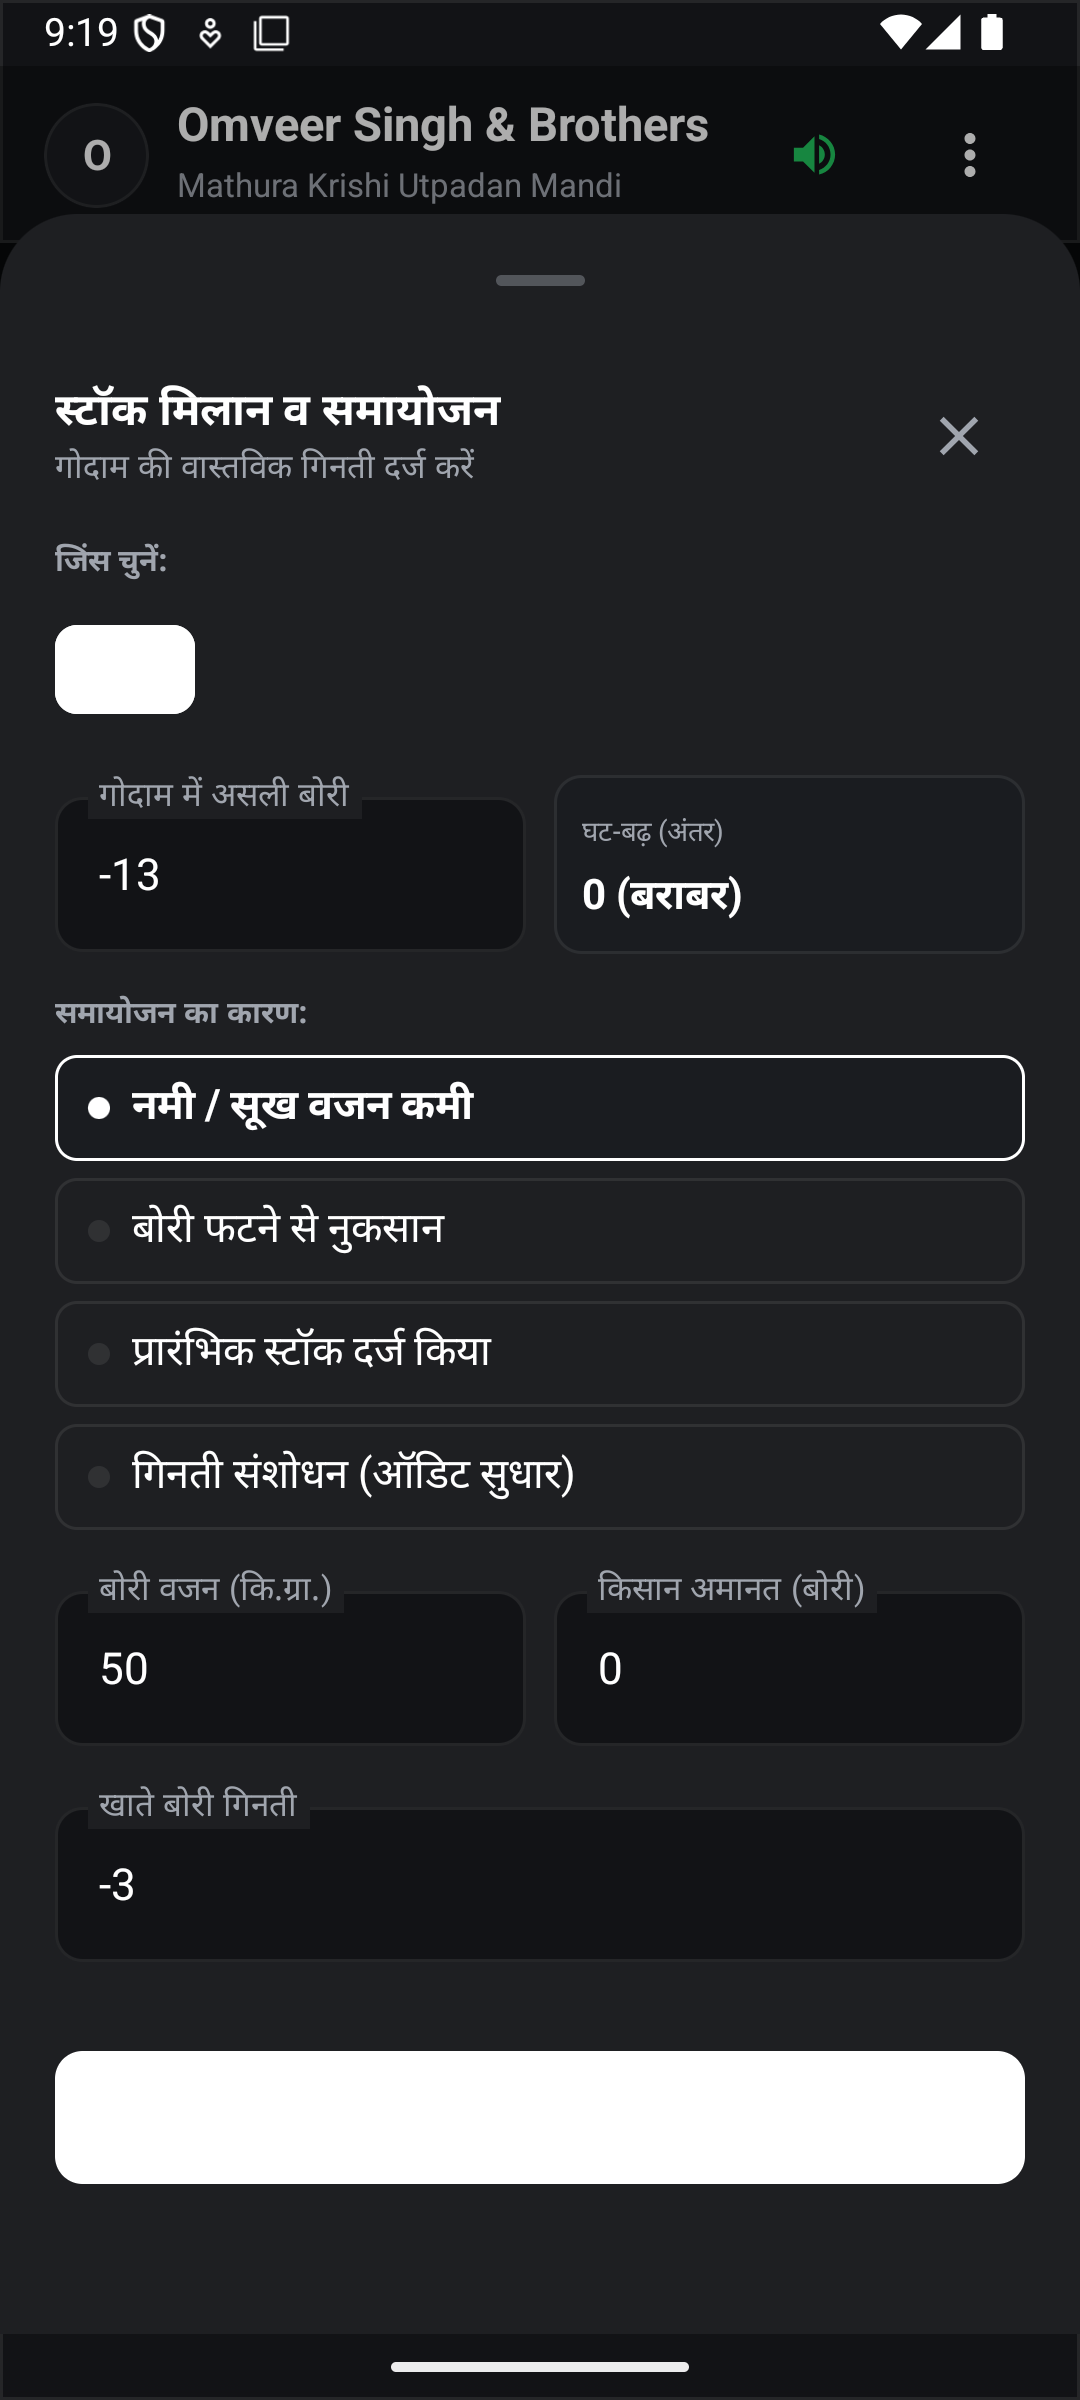 9:19
O
Omveer Singh & Brothers
Mathura Krishi Utpadan Mandi
स्टॉक मिलान व समायोजन
गोदाम की वास्तविक गिनती दर्ज करें
जिंस चुनें:
गोदाम में असली बोरी
-13
घट-बढ़ (अंतर)
0 (बराबर)
समायोजन का कारण:
नमी / सूख वजन कमी
बोरी फटने से नुकसान
प्रारंभिक स्टॉक दर्ज किया
गिनती संशोधन (ऑडिट सुधार)
बोरी वजन (कि.ग्रा.)
50
किसान अमानत (बोरी)
0
खाते बोरी गिनती
-3